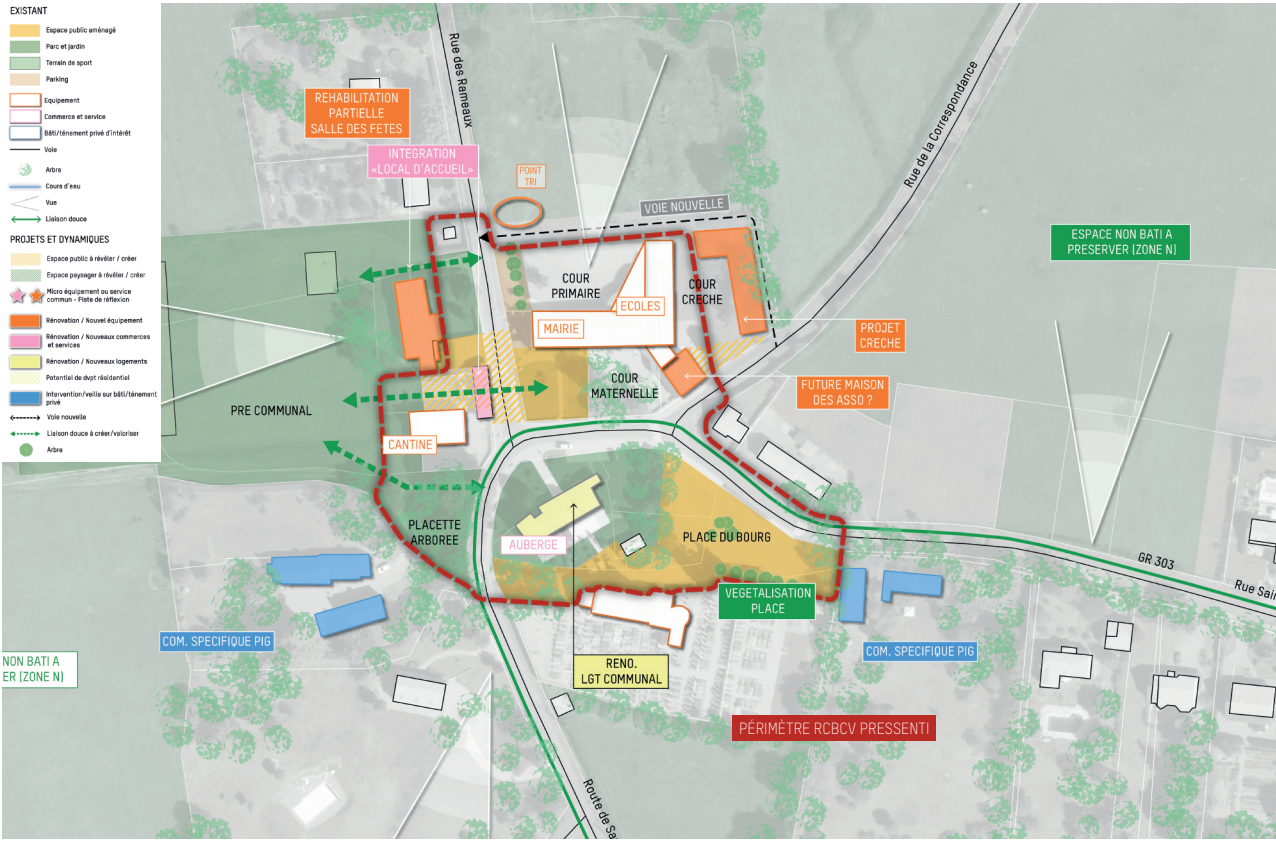 EXISTANT
Espace public aménagé
Parc et jardin
Terrain de sport
Parking
Equipement
Commerce et service
Bâti/ténement privé d'intérêt
Voie
Arbre
Cours d'eau
Vue
Liaison douce
PROJETS ET DYNAMIQUES
Espace public à révéler / créer
Espace paysager à révéler / créer
Micro équipement ou service
commun - Piste de réflexion
Rénovation / Nouvel équipement
Rénovation / Nouveaux commerces
et services
Rénovation / Nouveaux logements
Potentiel de dvpt résidentiel
Intervention/veille sur bâti/ténement
privé
Voie nouvelle
Liaison douce à créer/valoriser
Arbre
Rue des Rameaux
REHABILITATION
PARTIELLE
SALLE DES FETES
INTEGRATION
«LOCAL D'ACCUEIL»
POINT
TRI
VOIE NOUVELLE
Rue de la Correspondance
ESPACE NON BATI A
PRESERVER (ZONE N)
COUR
PRIMAIRE
COUR
CRECHE
ECOLES
MAIRIE
PROJET
CRECHE
COUR
MATERNELLE
FUTURE MAISON
DES ASSO ?
PRE COMMUNAL
CANTINE
PLACETTE
ARBOREE
AUBERGE
PLACE DU BOURG
GR 303
Rue Sain
VEGETALISATION
PLACE
COM. SPECIFIQUE PIG
COM. SPECIFIQUE PIG
NON BATI A
ER (ZONE N)
RENO.
LGT COMMUNAL
PÉRIMÈTRE RCBCV PRESSENTI
Route de Sa